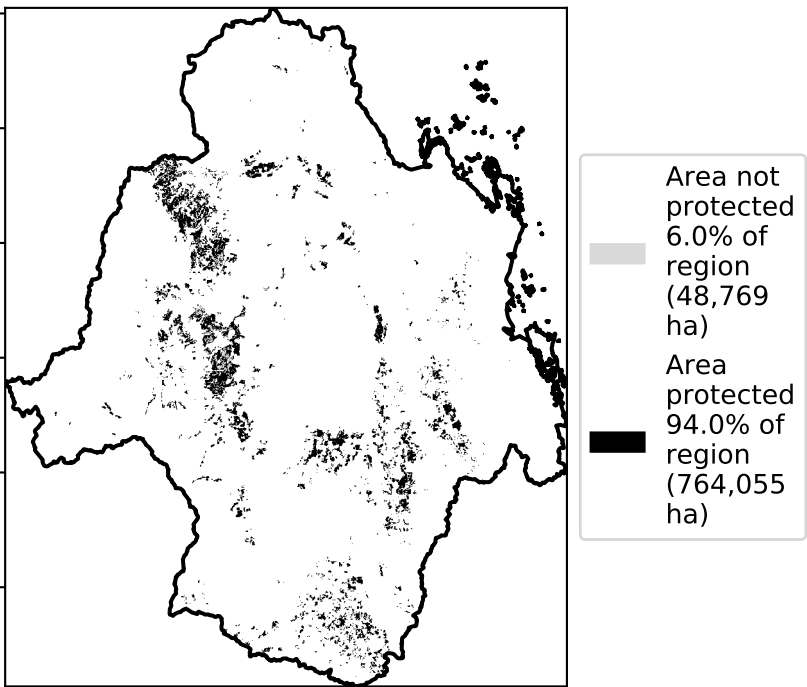 Area not
protected
6.0% of
region
(48,769
ha)
Area
protected
94.0% of
region
(764,055
ha)